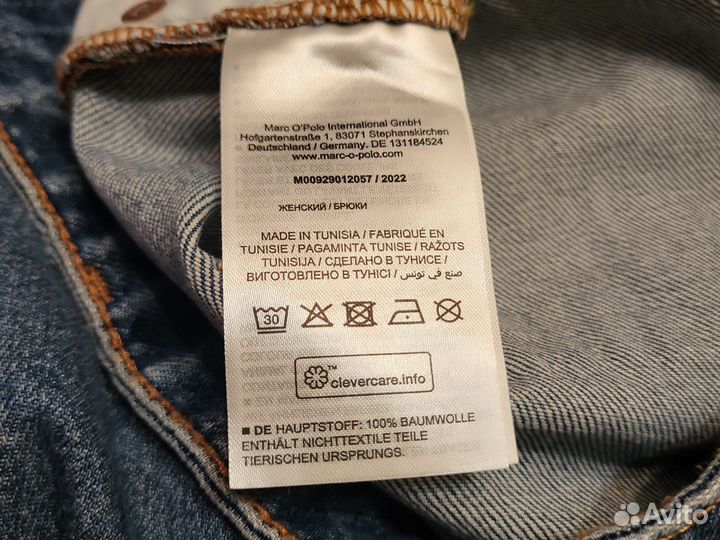 Marc O'Polo International GmbH
Hofgartenstraße 1, 83071 Stephanskirchen
Deutschland / Germany, DE 131184524
www.marc-o-polo.com
M00929012057 / 2022
ЖЕНСКИЙ / БРЮКИ
MADE IN TUNISIA / FABRIQUÉ EN
TUNISIE / PAGAMINTA TUNISE / RAŽOTS
TUNISIJA / СДЕЛАНО В ТУНИСЕ /
ВИГОТОВЛЕНО В ТУНІСІ / صنع في تونس
30
clevercare.info™
■ DE HAUPTSTOFF: 100% BAUMWOLLE
ENTHÄLT NICHTTEXTILE TEILE
TIERISCHEN URSPRUNGS.
Avito